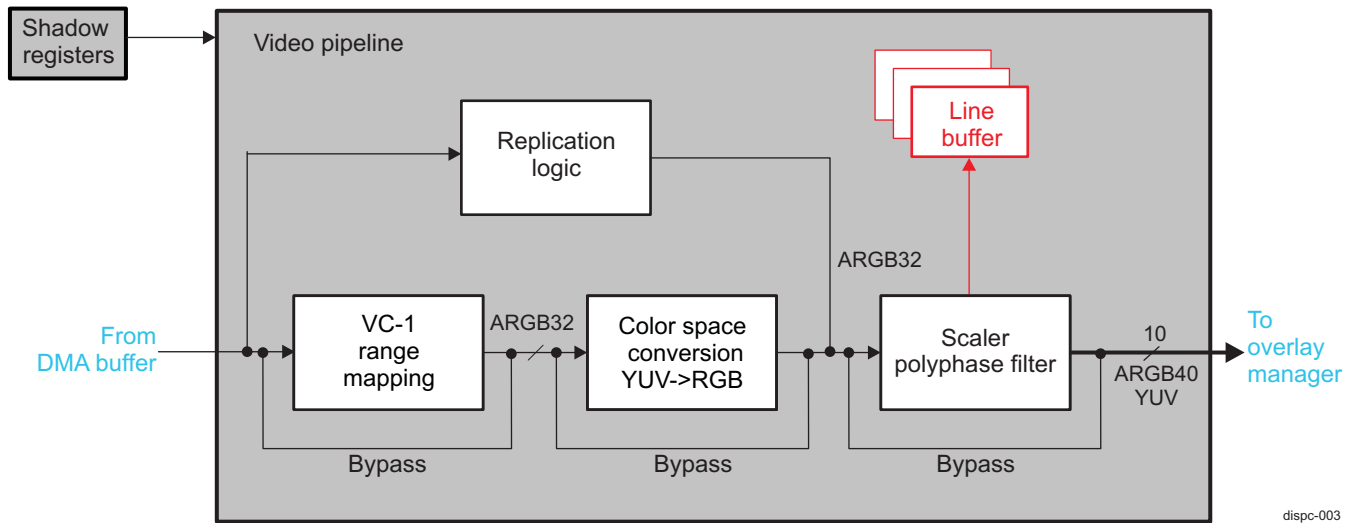 Shadow
registers
Video pipeline
Line
buffer
Replication
logic
ARGB32
From
DMA buffer
VC-1
range
mapping
ARGB32
Color space
conversion
YUV->RGB
Scaler
polyphase filter
10
ARGB40
YUV
To
overlay
manager
Bypass
Bypass
Bypass
dispc-003